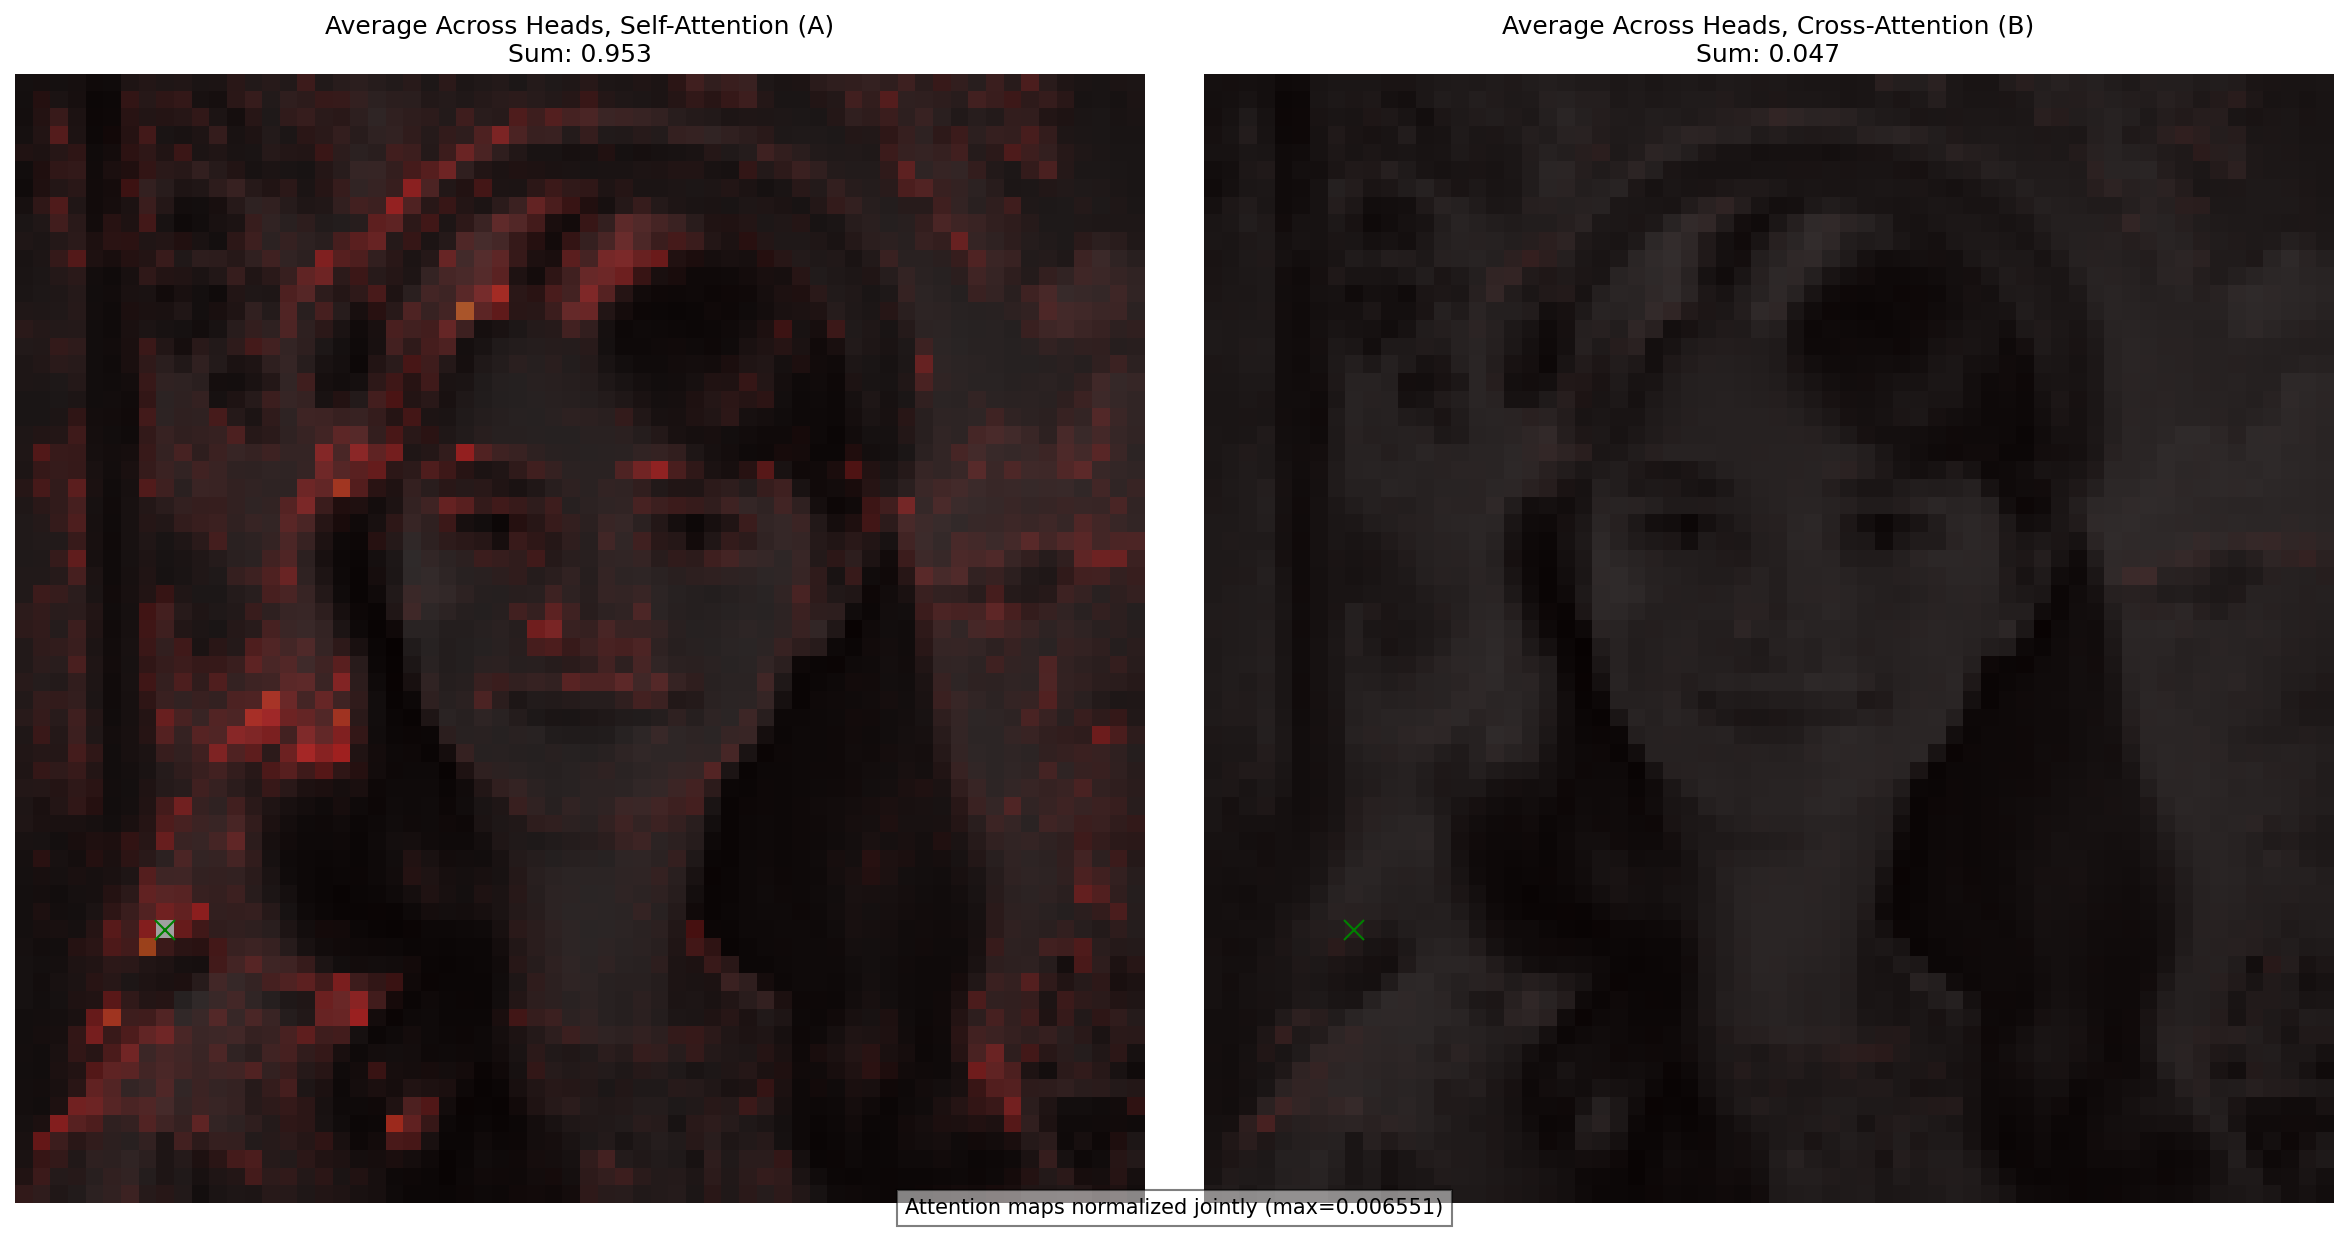 Average Across Heads, Self-Attention (A)
Sum: 0.953
Average Across Heads, Cross-Attention (B)
Sum: 0.047
Attention maps normalized jointly (max=0.006551)